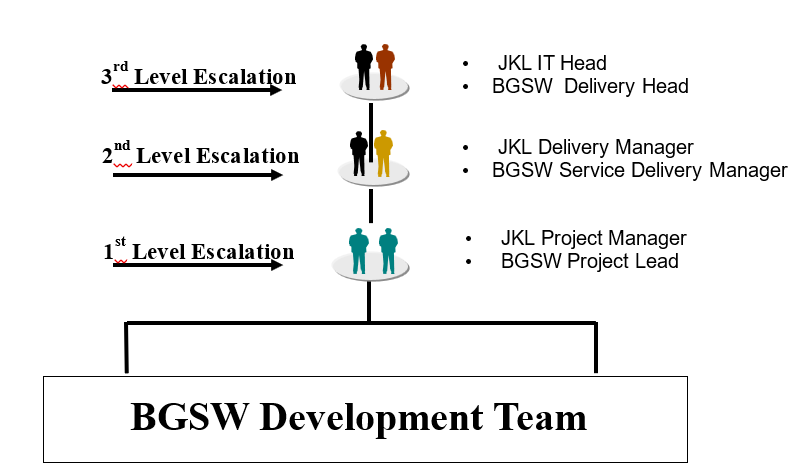 3rd Level Escalation
• JKL IT Head
• BGSW Delivery Head
2nd Level Escalation
• JKL Delivery Manager
• BGSW Service Delivery Manager
1st Level Escalation
• JKL Project Manager
• BGSW Project Lead
BGSW Development Team